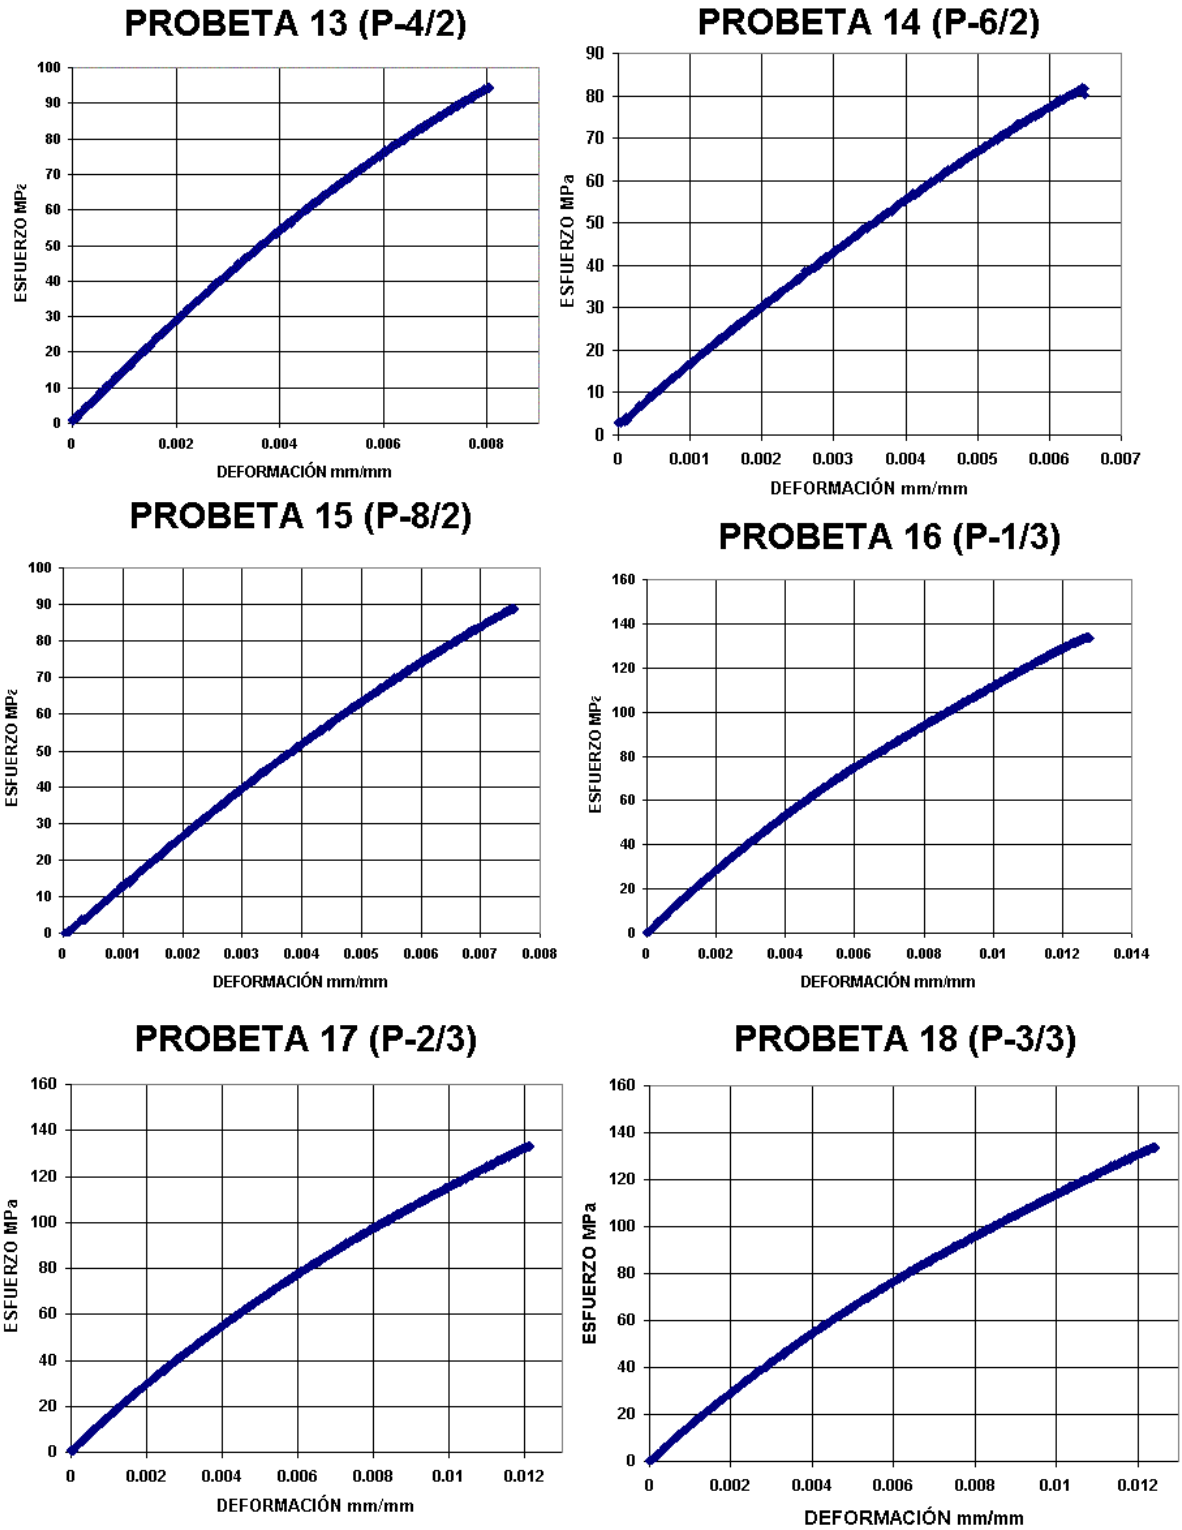 PROBETA 13 (P-4/2)
100
90
80
70
60
50
40
30
20
10
0
ESFUERZO MPa
0 0.002 0.004 0.006 0.008
DEFORMACIÓN mm/mm
PROBETA 14 (P-6/2)
90
80
70
60
50
40
30
20
10
0
ESFUERZO MPa
0 0.001 0.002 0.003 0.004 0.005 0.006 0.007
DEFORMACIÓN mm/mm
PROBETA 15 (P-8/2)
100
90
80
70
60
50
40
30
20
10
0
ESFUERZO MPa
0 0.001 0.002 0.003 0.004 0.005 0.006 0.007 0.008
DEFORMACIÓN mm/mm
PROBETA 16 (P-1/3)
160
140
120
100
80
60
40
20
0
ESFUERZO MPa
0 0.002 0.004 0.006 0.008 0.01 0.012 0.014
DEFORMACIÓN mm/mm
PROBETA 17 (P-2/3)
160
140
120
100
80
60
40
20
0
ESFUERZO MPa
0 0.002 0.004 0.006 0.008 0.01 0.012
DEFORMACIÓN mm/mm
PROBETA 18 (P-3/3)
160
140
120
100
80
60
40
20
0
ESFUERZO MPa
0 0.002 0.004 0.006 0.008 0.01 0.012
DEFORMACIÓN mm/mm